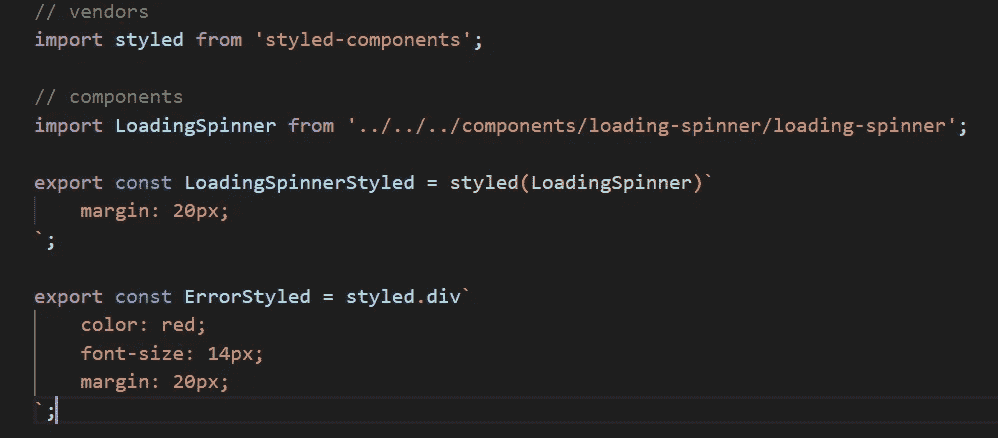 // vendors
import styled from 'styled-components';
// components
import LoadingSpinner from '../../../components/loading-spinner/loading-spinner';
export const LoadingSpinnerStyled = styled(LoadingSpinner)`
    margin: 20px;
`;
export const ErrorStyled = styled.div`
    color: red;
    font-size: 14px;
    margin: 20px;
`;